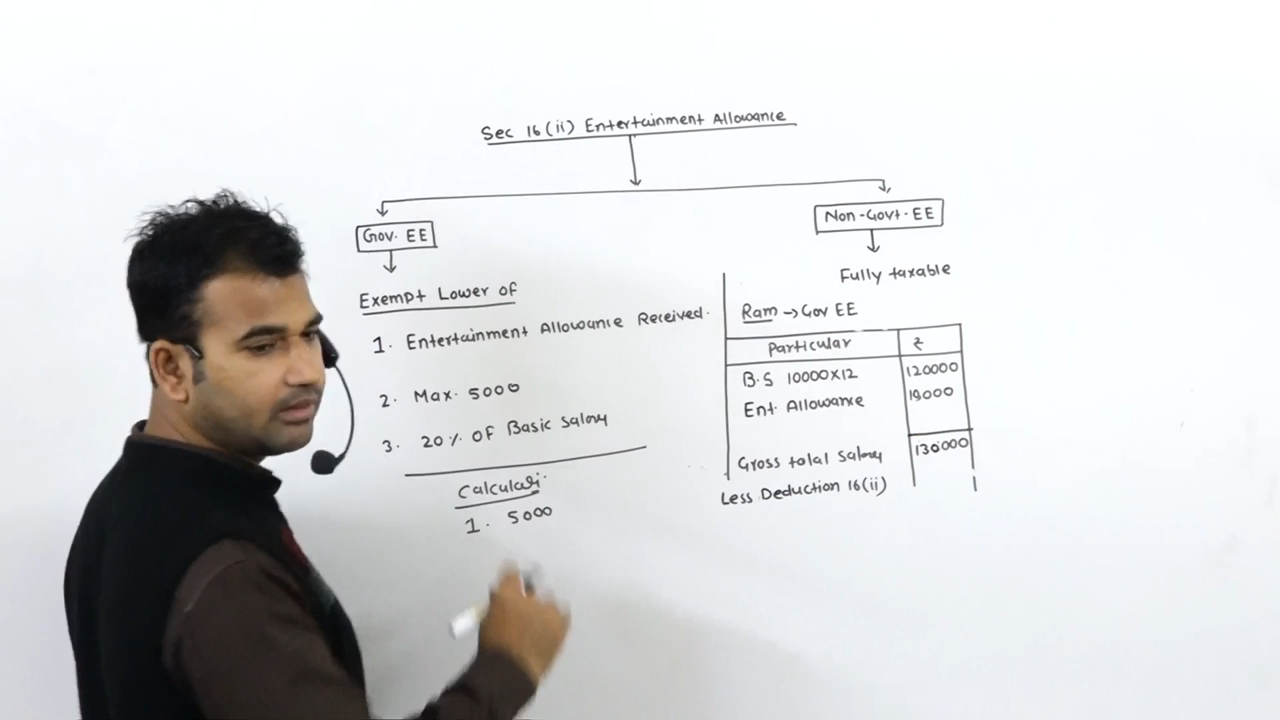 Sec 16(ii) Entertainment Allowance
Gov. EE
Non-Govt. EE
Exempt Lower of
1. Entertainment Allowance Received.
2. Max. 5000
3. 20% OF Basic Salary
Calculati.
1. 5000
Fully taxable
Ram → Gov EE
Particular ₹
B.S 10000X12 120000
Ent. Allowance 10000
Gross total Salary 130000
Less Deduction 16(ii)